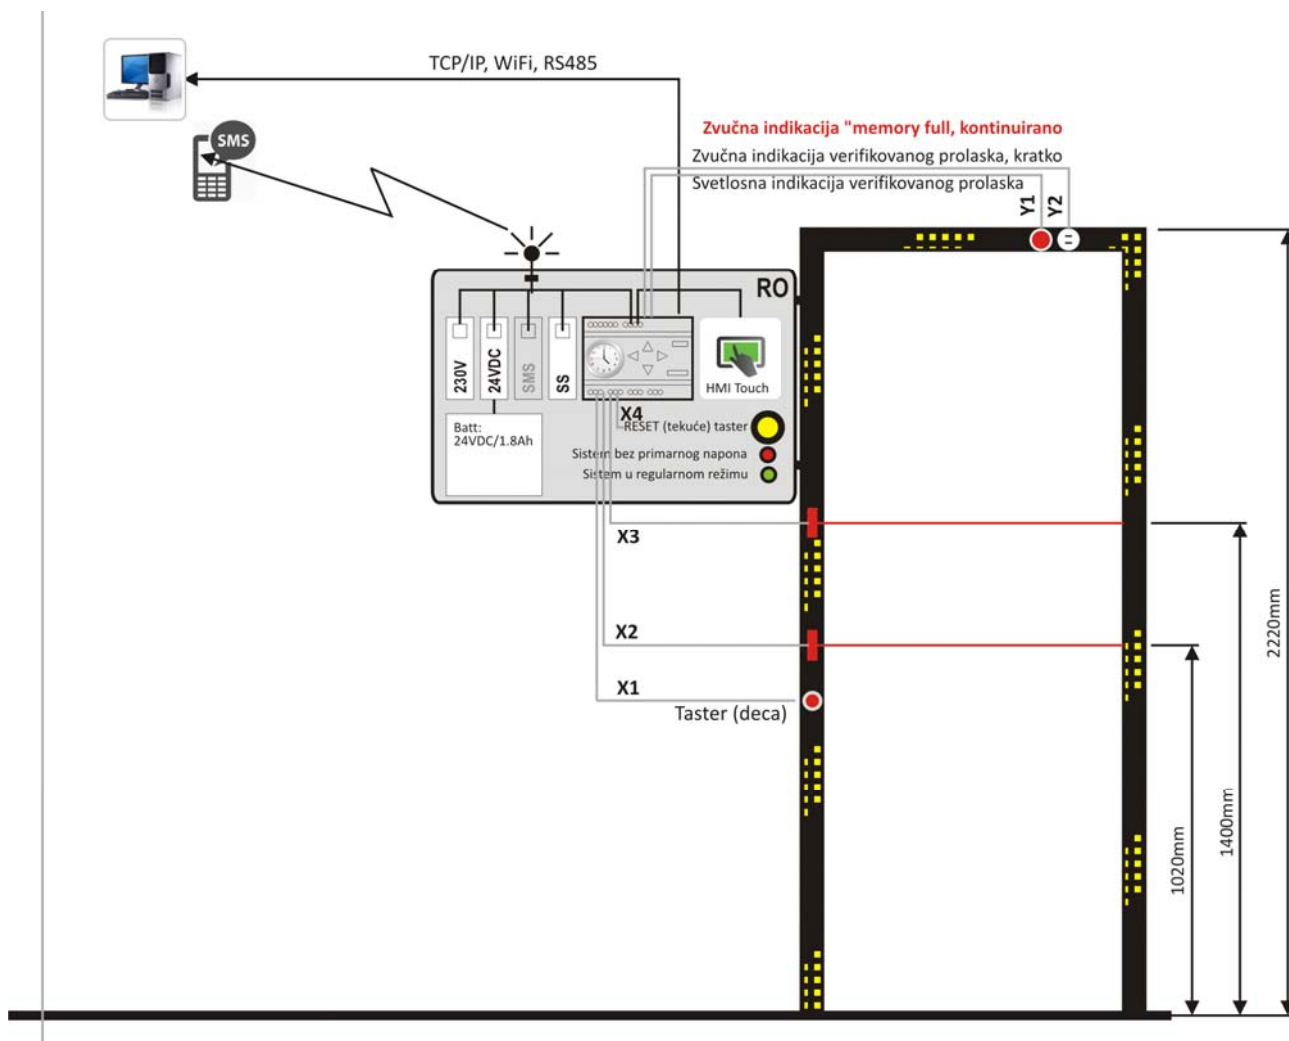 TCP/IP, WiFi, RS485
SMS
Zvučna indikacija "memory full, kontinuirano
Zvučna indikacija verifikovanog prolaska, kratko
Svetlosna indikacija verifikovanog prolaska
Y1
Y2
RO
230V
24VDC
SMS
SS
HMI Touch
Batt:
24VDC/1.8Ah
X4
RESET (tekuće) taster
Sistem bez primarnog napona
Sistem u regularnom režimu
X3
X2
X1
Taster (deca)
1020mm
1400mm
2220mm